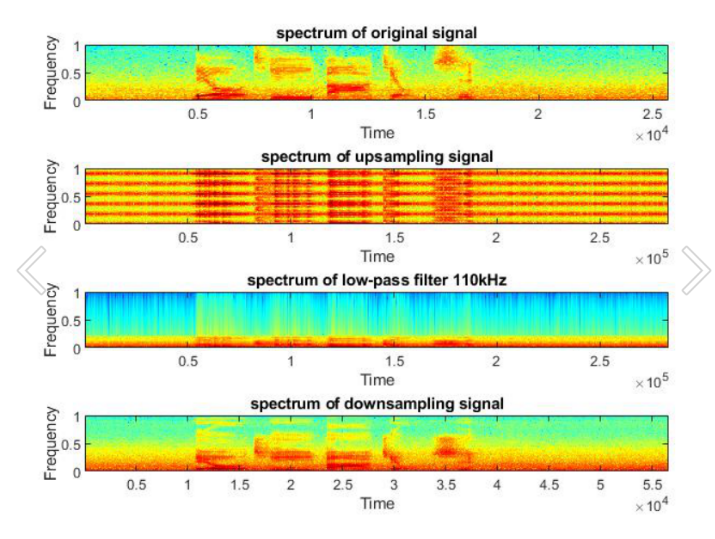 spectrum of original signal
Frequency
1
0.5
0
0.5 1 1.5 2 2.5
Time
×10^4
spectrum of upsampling signal
Frequency
1
0.5
0
0.5 1 1.5 2 2.5
Time
×10^5
spectrum of low-pass filter 110kHz
Frequency
1
0.5
0
0.5 1 1.5 2 2.5
Time
×10^5
spectrum of downsampling signal
Frequency
1
0.5
0
0.5 1 1.5 2 2.5 3 3.5 4 4.5 5 5.5
Time
×10^4